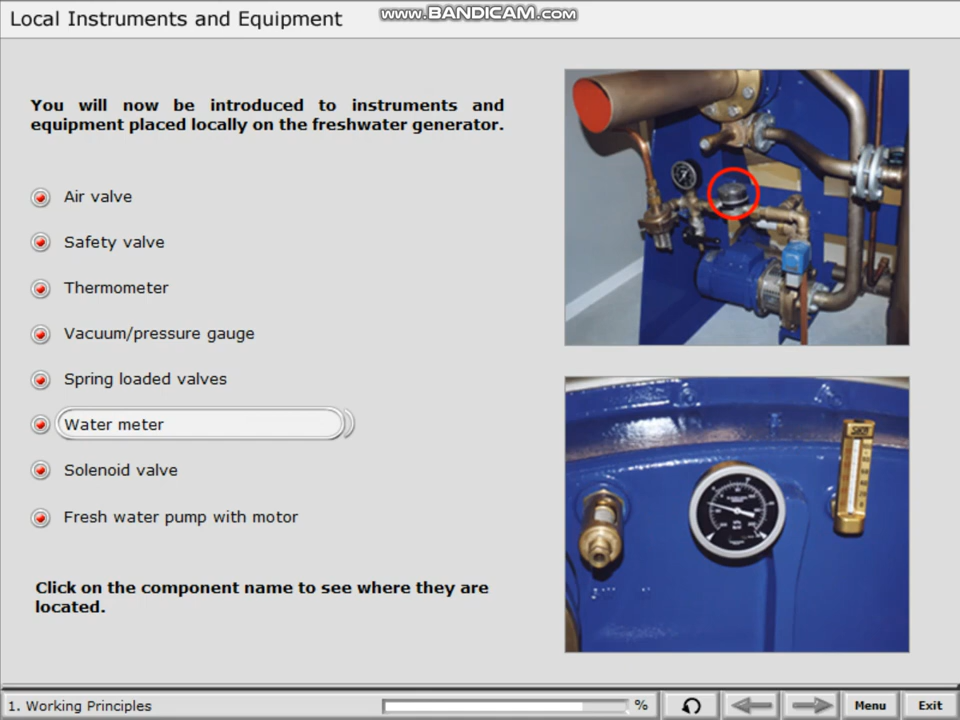 Local Instruments and Equipment
www.BANDICAM.com
You will now be introduced to instruments and
equipment placed locally on the freshwater generator.
Air valve
Safety valve
Thermometer
Vacuum/pressure gauge
Spring loaded valves
Water meter
Solenoid valve
Fresh water pump with motor
Click on the component name to see where they are
located.
1. Working Principles
%
Menu
Exit